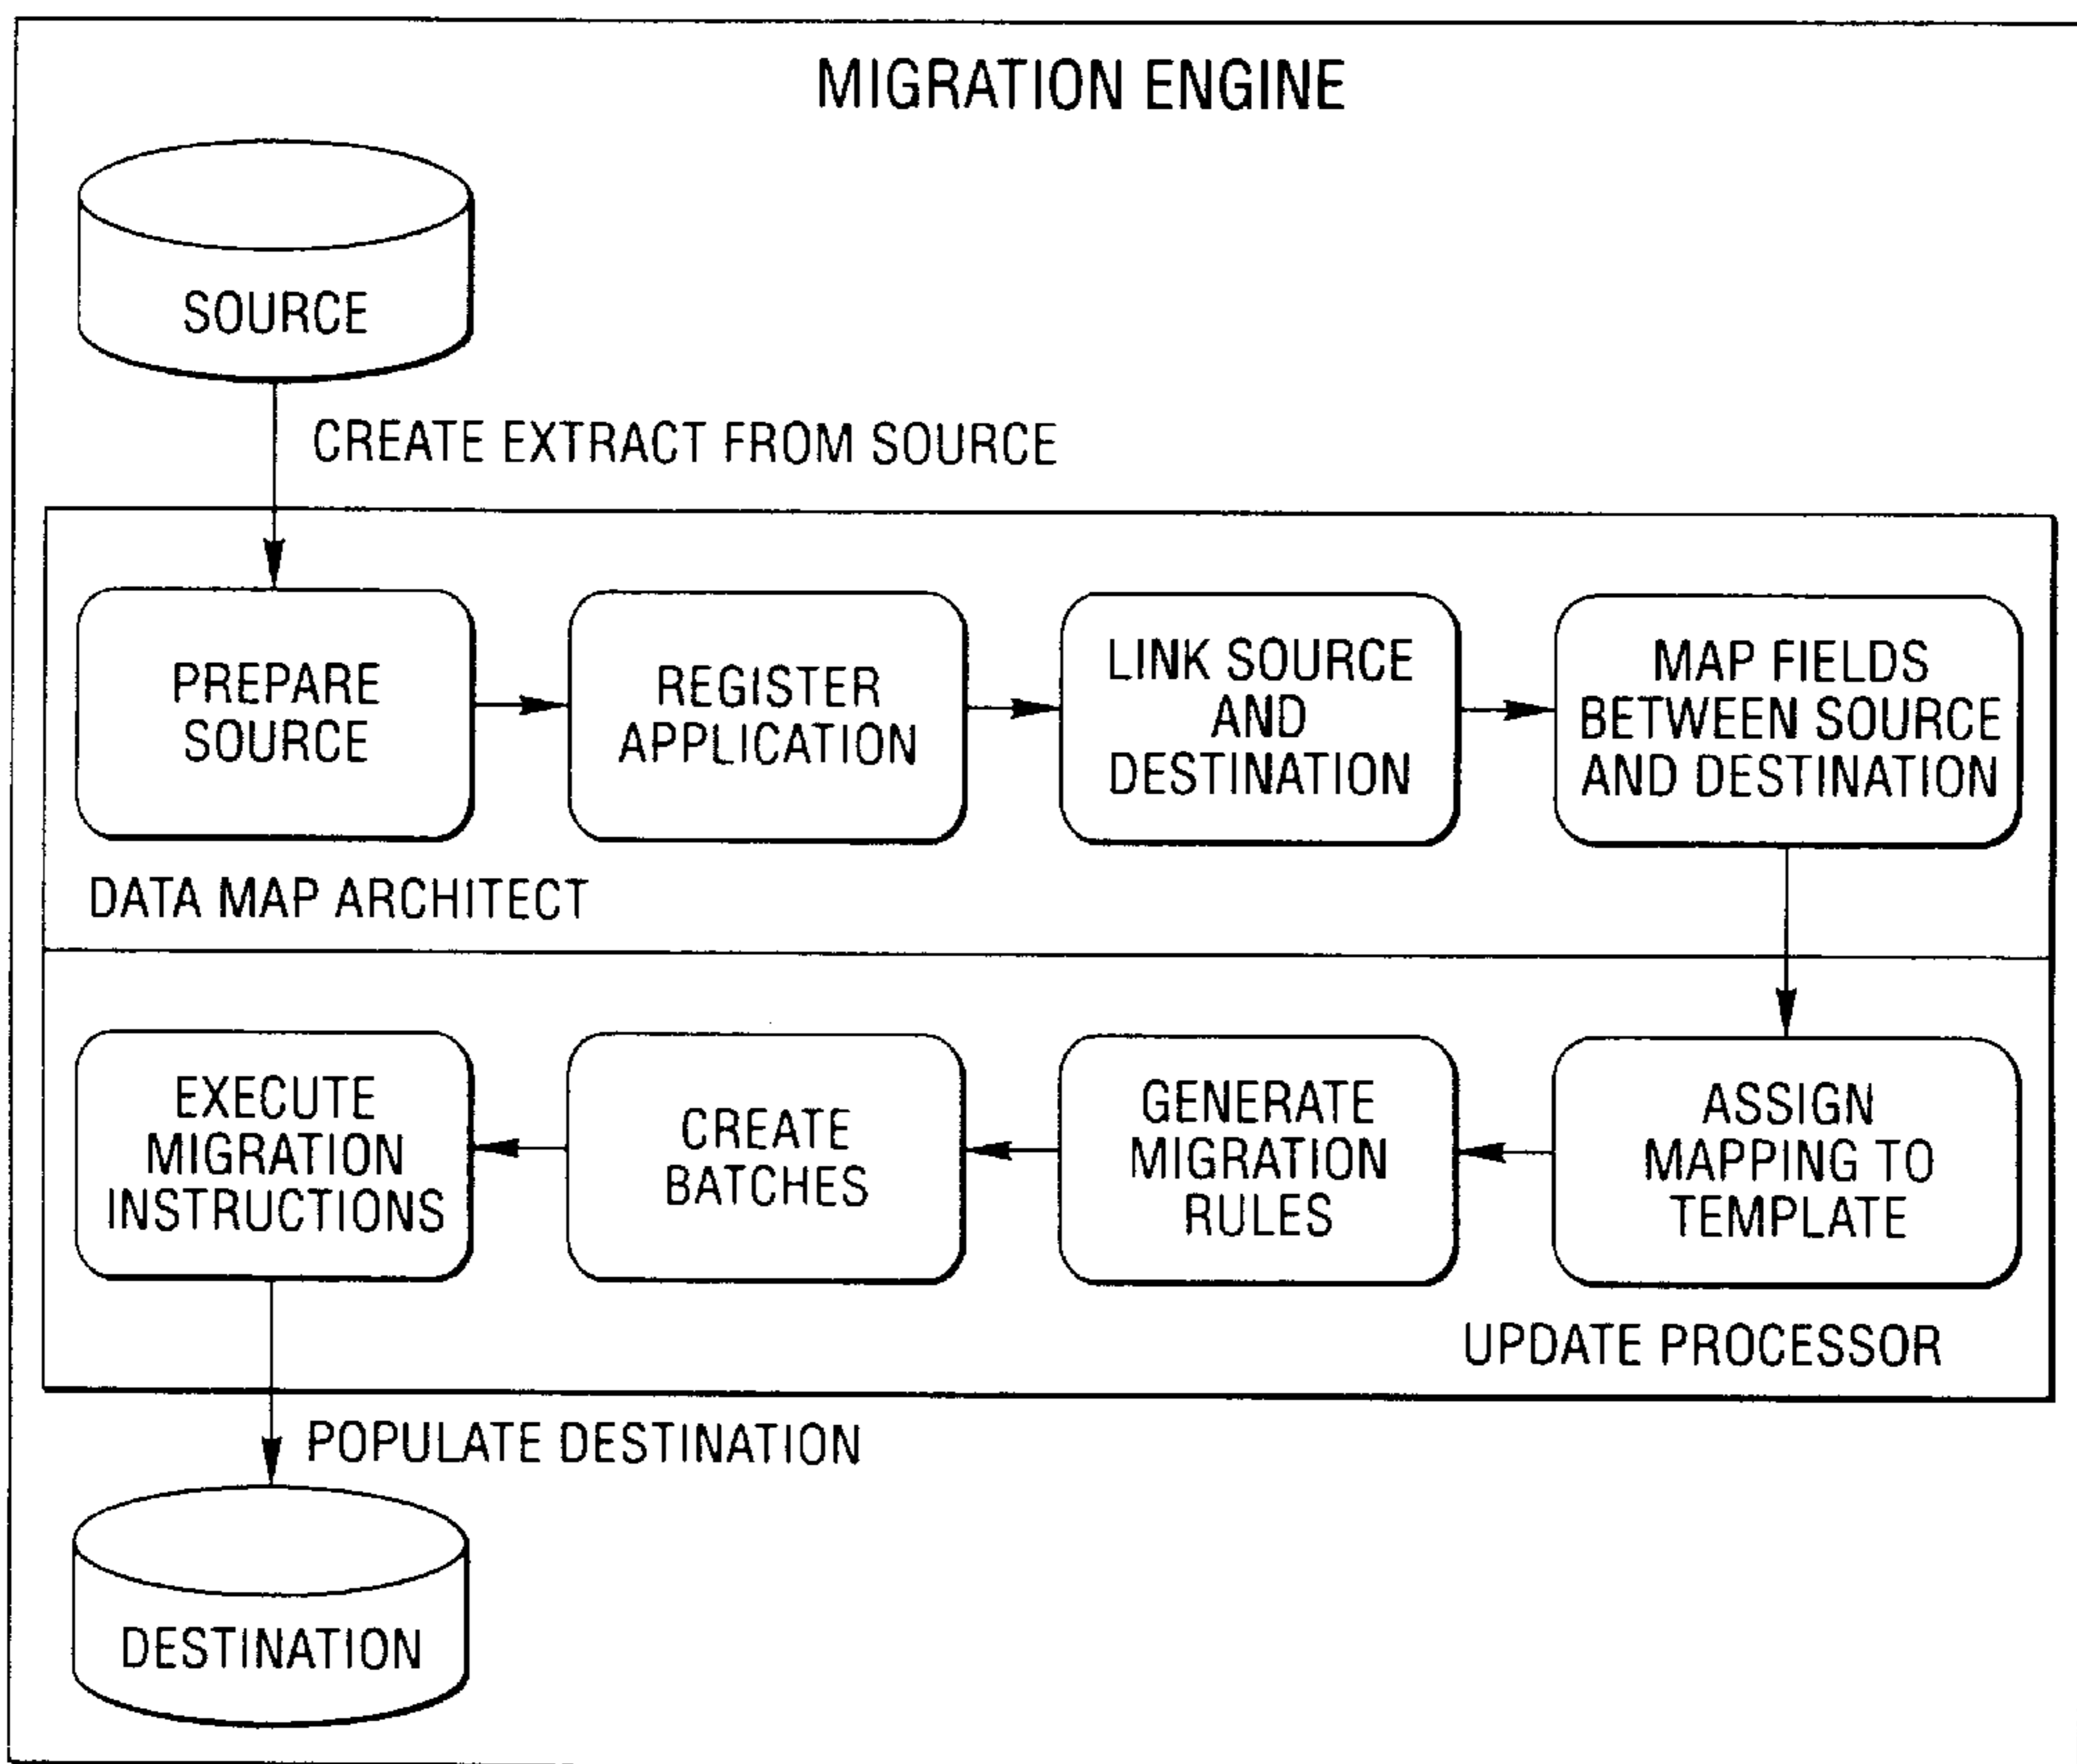 MIGRATION ENGINE
SOURCE
CREATE EXTRACT FROM SOURCE
PREPARE
SOURCE
REGISTER
APPLICATION
LINK SOURCE
AND
DESTINATION
MAP FIELDS
BETWEEN SOURCE
AND DESTINATION
DATA MAP ARCHITECT
EXECUTE
MIGRATION
INSTRUCTIONS
CREATE
BATCHES
GENERATE
MIGRATION
RULES
ASSIGN
MAPPING TO
TEMPLATE
UPDATE PROCESSOR
POPULATE DESTINATION
DESTINATION